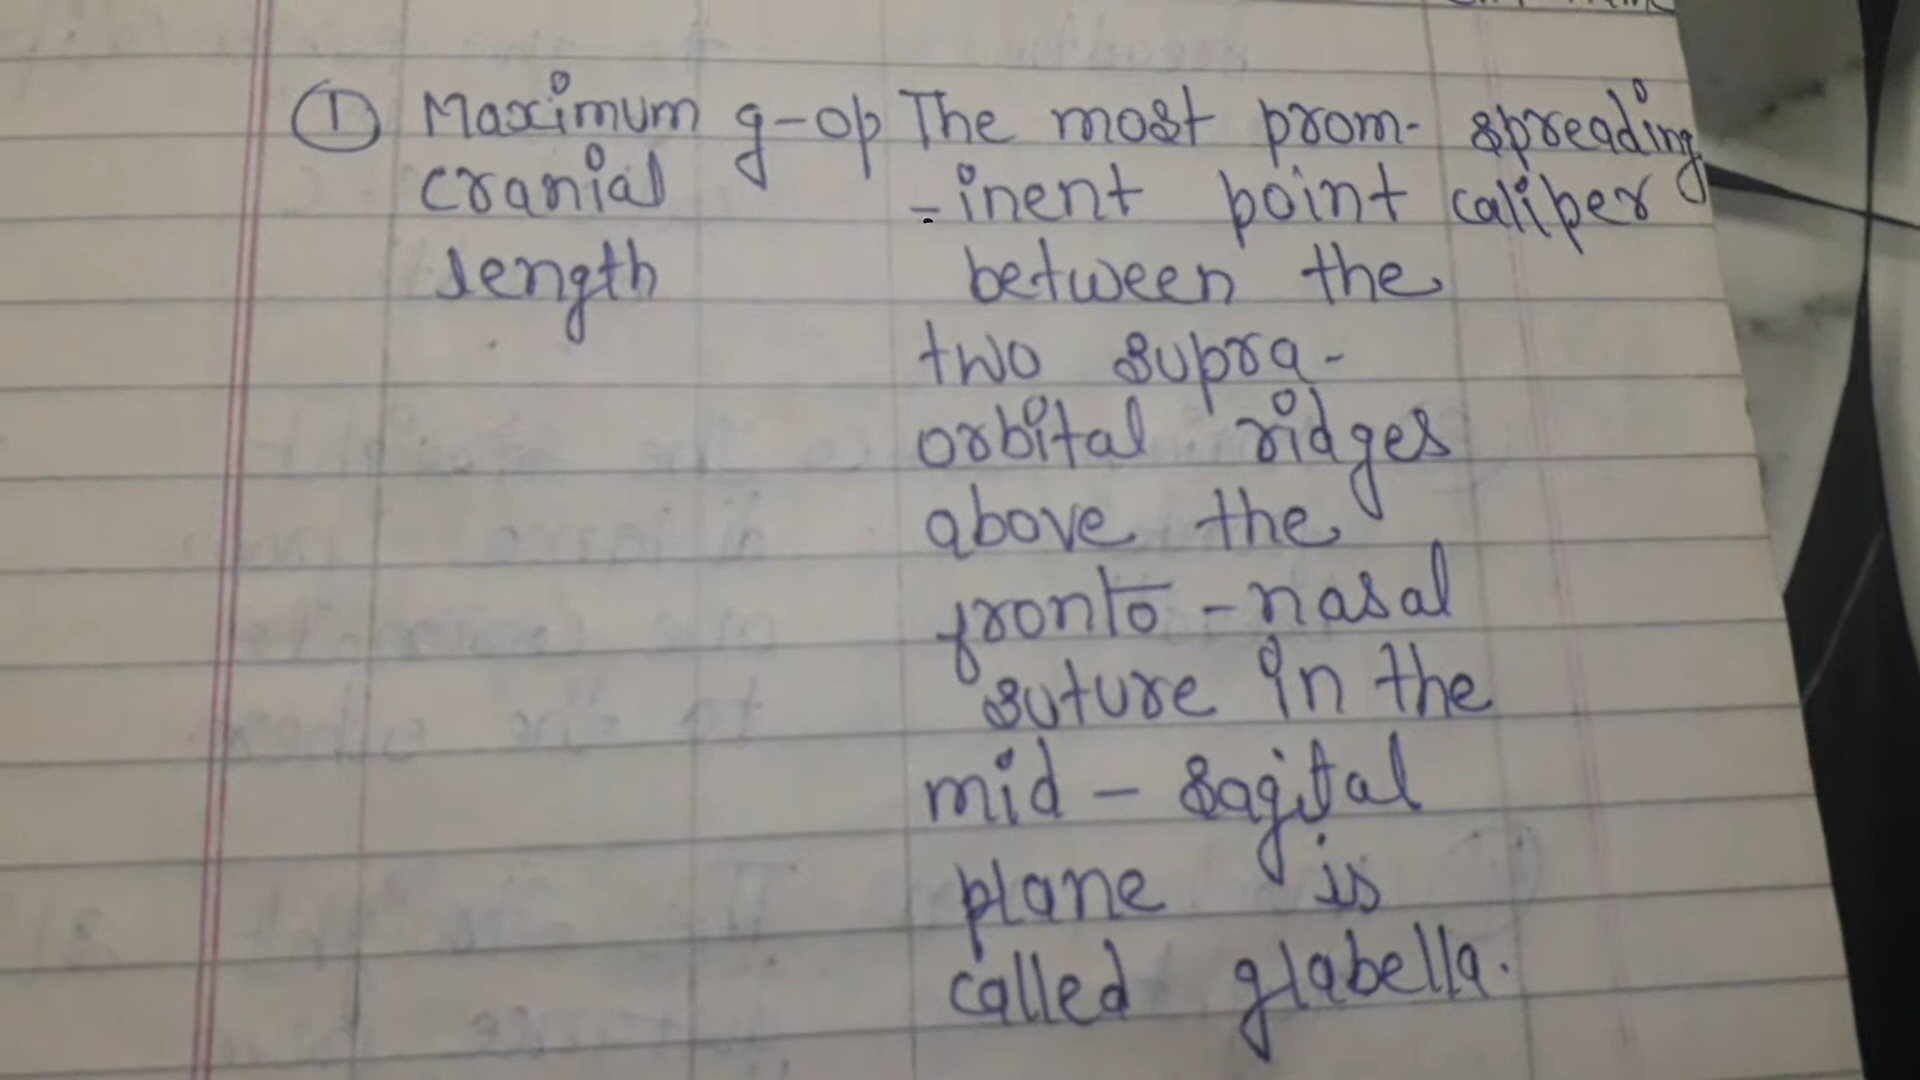 ① Maximum g-op The most prom- spreading
cranial -inent point caliper
length between the
two supra-
orbital ridges
above the
fronto-nasal
suture in the
mid-sagital
plane is
called glabella.